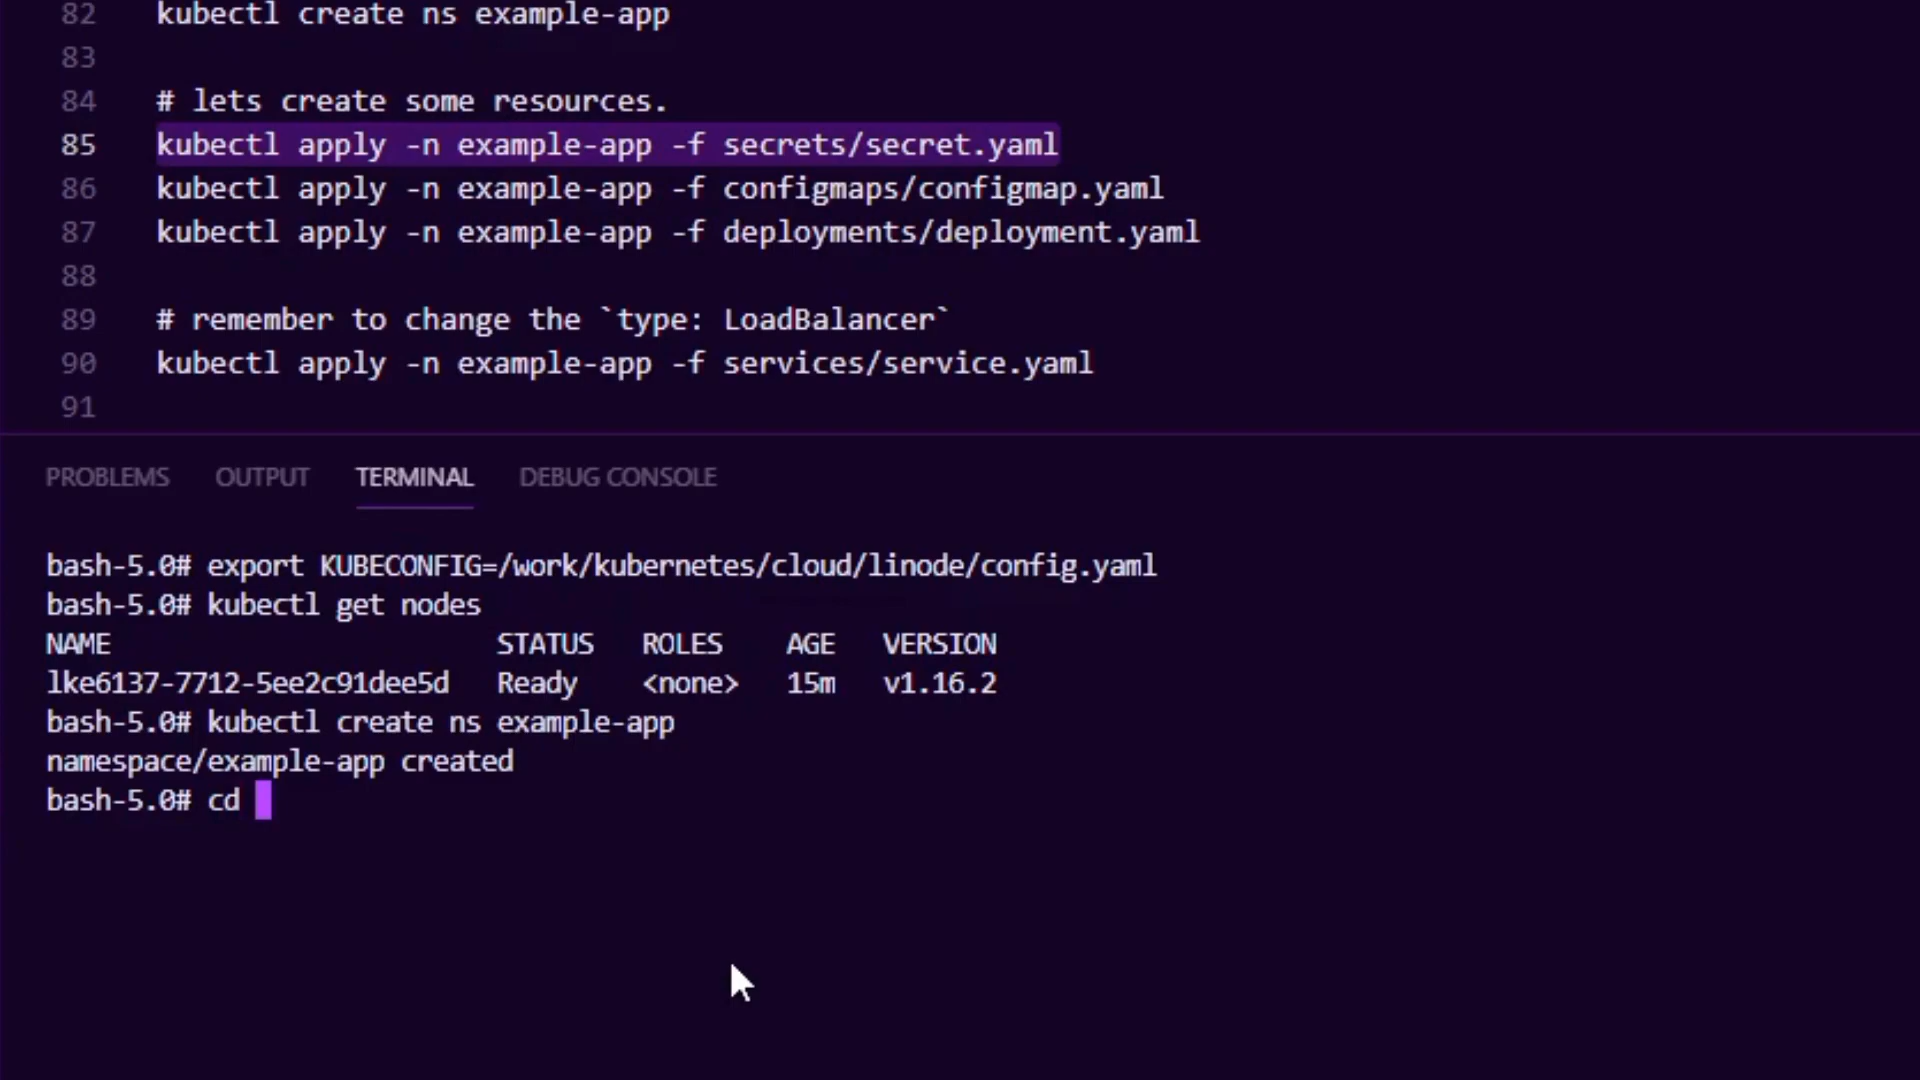 82 kubectl create ns example-app
83
84 # lets create some resources.
85 kubectl apply -n example-app -f secrets/secret.yaml
86 kubectl apply -n example-app -f configmaps/configmap.yaml
87 kubectl apply -n example-app -f deployments/deployment.yaml
88
89 # remember to change the `type: LoadBalancer`
90 kubectl apply -n example-app -f services/service.yaml
91
PROBLEMS OUTPUT TERMINAL DEBUG CONSOLE
bash-5.0# export KUBECONFIG=/work/kubernetes/cloud/linode/config.yaml
bash-5.0# kubectl get nodes
NAME STATUS ROLES AGE VERSION
lke6137-7712-5ee2c91dee5d Ready <none> 15m v1.16.2
bash-5.0# kubectl create ns example-app
namespace/example-app created
bash-5.0# cd